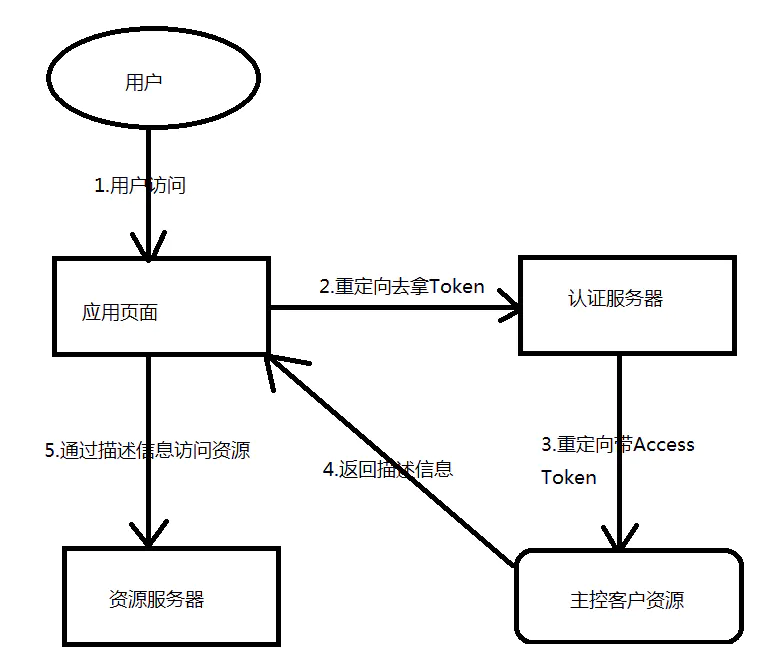 用户
1.用户访问
2.重定向去拿Token
应用页面
认证服务器
5.通过描述信息访问资源
4.返回描述信息
3.重定向带Access
Token
资源服务器
主控客户资源